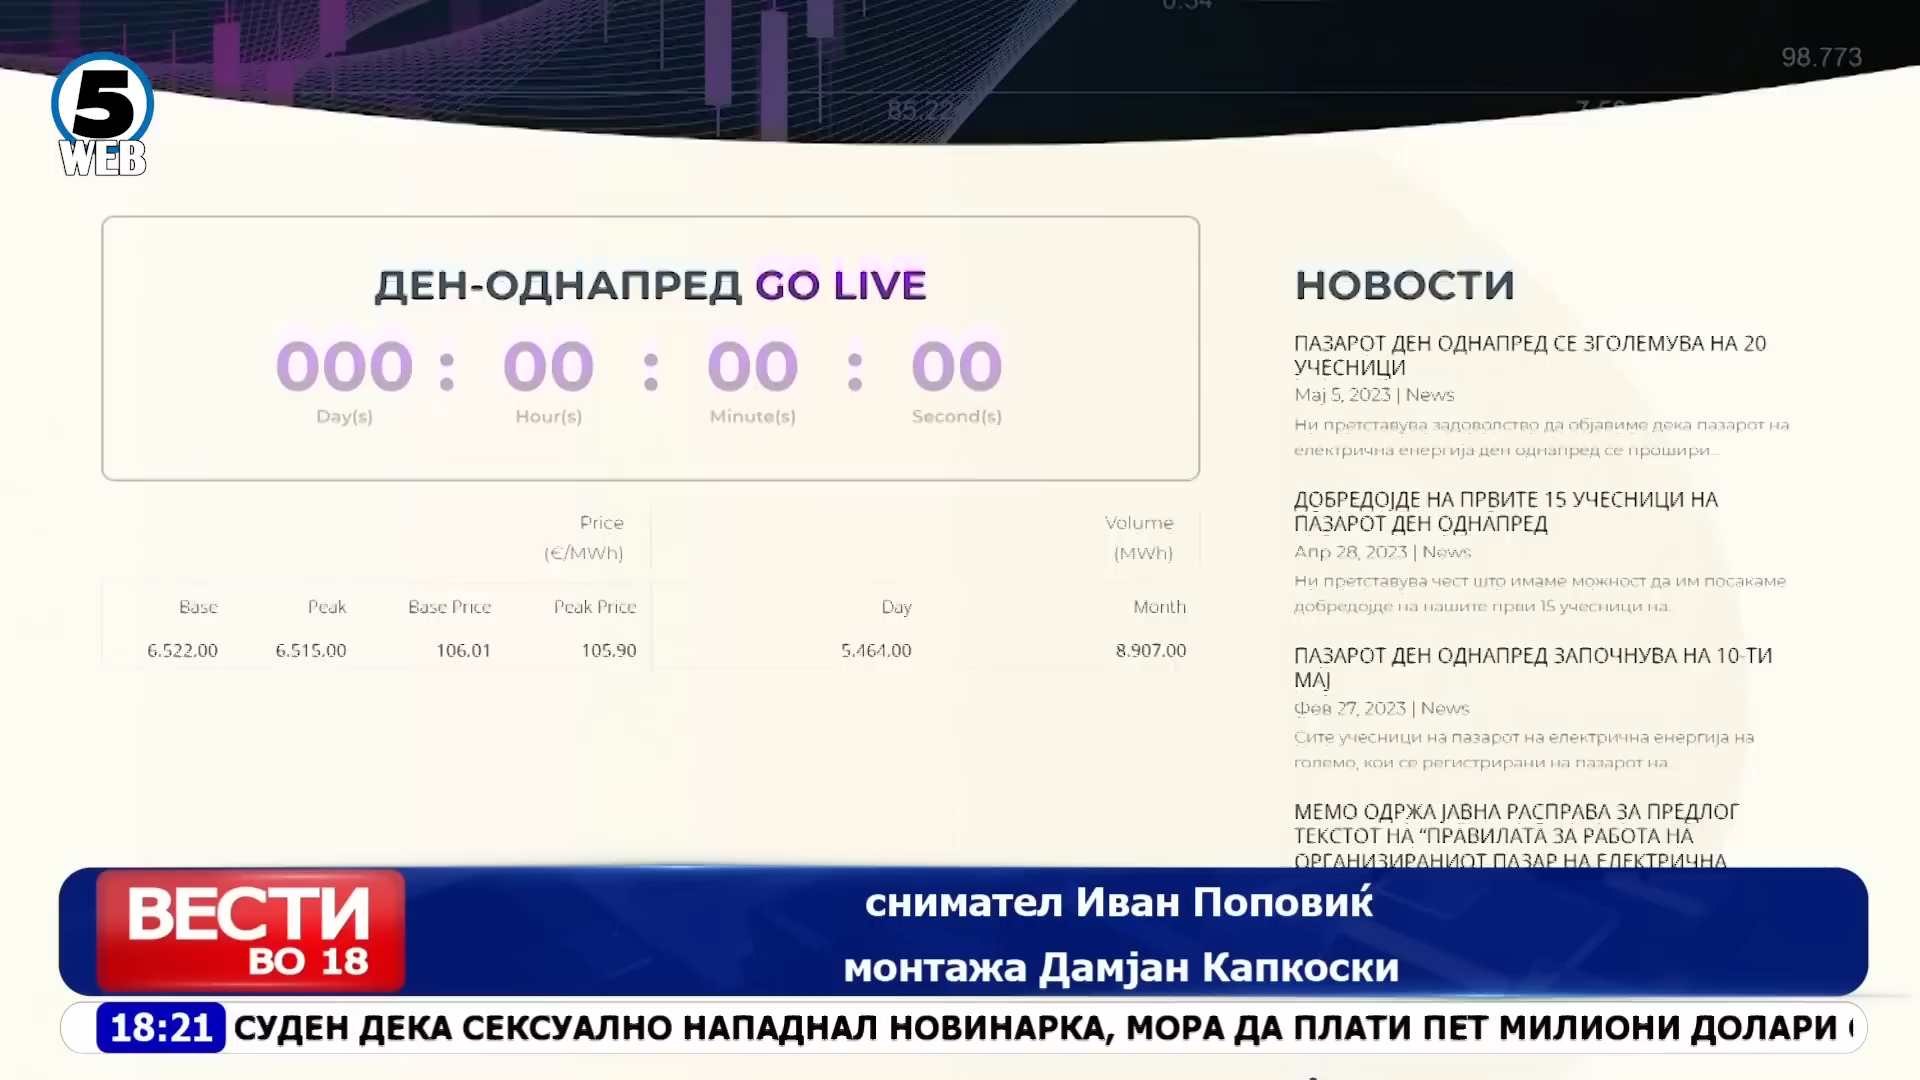 0.34
98.773
85.22
5
WEB
ДЕН-ОДНАПРЕД GO LIVE
000 : 00 : 00 : 00
Day(s) Hour(s) Minute(s) Second(s)
Price
(€/MWh)
Volume
(MWh)
Base Peak Base Price Peak Price Day Month
6.522.00 6.515.00 106.01 105.90 5.464.00 8.907.00
НОВОСТИ
ПАЗАРОТ ДЕН ОДНАПРЕД СЕ ЗГОЛЕМУВА НА 20
УЧЕСНИЦИ
Мај 5, 2023 | News
Ни претставува задоволство да објавиме дека пазарот на
електрична енергија ден однапред се прошири...
ДОБРЕДОЈДЕ НА ПРВИТЕ 15 УЧЕСНИЦИ НА
ПАЗАРОТ ДЕН ОДНАПРЕД
Апр 28, 2023 | News
Ни претставува чест што имаме можност да им посакаме
добредојде на нашите први 15 учесници на...
ПАЗАРОТ ДЕН ОДНАПРЕД ЗАПОЧНУВА НА 10-ТИ
МАЈ
Фев 27, 2023 | News
Сите учесници на пазарот на електрична енергија на
големо, кои се регистрирани на пазарот на...
МЕМО ОДРЖА ЈАВНА РАСПРАВА ЗА ПРЕДЛОГ
ТЕКСТОТ НА “ПРАВИЛАТА ЗА РАБОТА НА
ОРГАНИЗИРАНИОТ ПАЗАР НА ЕЛЕКТРИЧНА
ВЕСТИ
ВО 18
снимател Иван Поповиќ
монтажа Дамјан Капкоски
18:21 СУДЕН ДЕКА СЕКСУАЛНО НАПАДНАЛ НОВИНАРКА, МОРА ДА ПЛАТИ ПЕТ МИЛИОНИ ДОЛАРИ